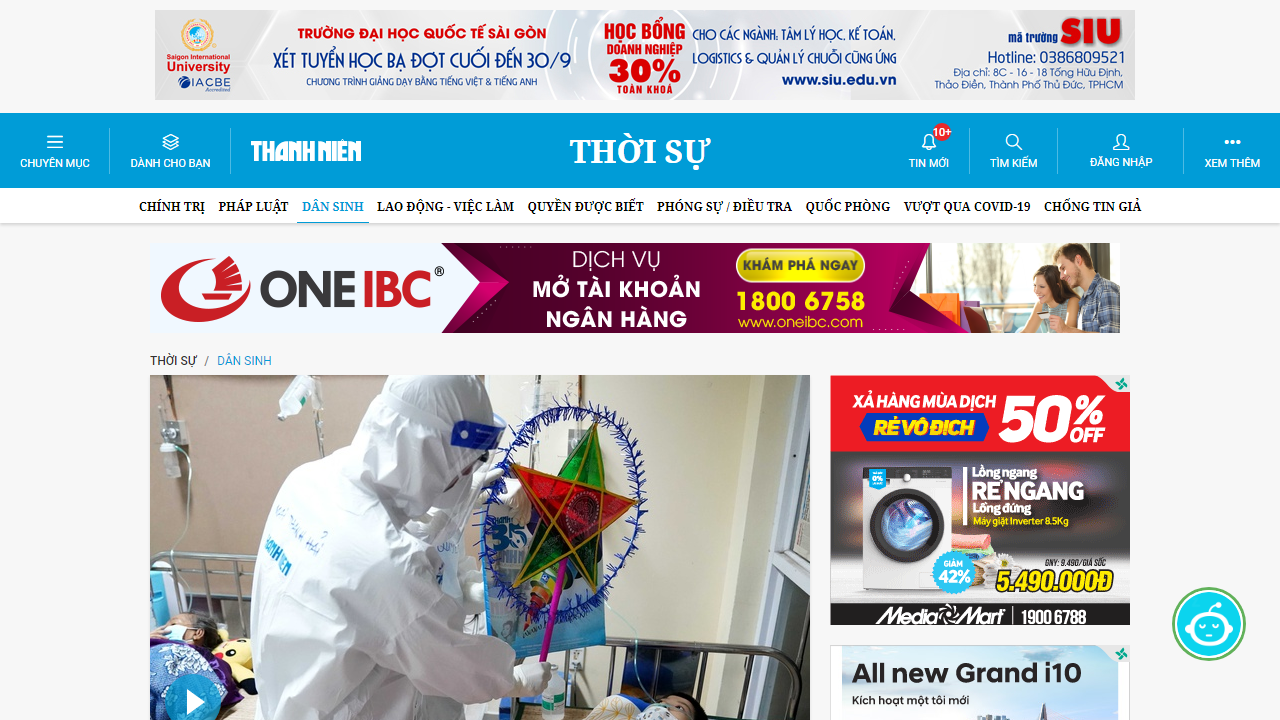 Saigon International
University
IACBE
Accredited
TRƯỜNG ĐẠI HỌC QUỐC TẾ SÀI GÒN
XÉT TUYỂN HỌC BẠ ĐỢT CUỐI ĐẾN 30/9
CHƯƠNG TRÌNH GIẢNG DẠY BẰNG TIẾNG VIỆT & TIẾNG ANH
HỌC BỔNG
DOANH NGHIỆP
30%
TOÀN KHOÁ
CHO CÁC NGÀNH: TÂM LÝ HỌC, KẾ TOÁN,
LOGISTICS & QUẢN LÝ CHUỖI CUNG ỨNG
www.siu.edu.vn
mã trường SIU
Hotline: 0386809521
Địa chỉ: 8C - 16 - 18 Tống Hữu Định,
Thảo Điền, Thành Phố Thủ Đức, TPHCM
CHUYÊN MỤC
DÀNH CHO BẠN
THANH NIÊN
THỜI SỰ
10+
TIN MỚI
TÌM KIẾM
ĐĂNG NHẬP
XEM THÊM
CHÍNH TRỊ PHÁP LUẬT DÂN SINH LAO ĐỘNG - VIỆC LÀM QUYỀN ĐƯỢC BIẾT PHÓNG SỰ / ĐIỀU TRA QUỐC PHÒNG VƯỢT QUA COVID-19 CHỐNG TIN GIẢ
ONE IBC®
DỊCH VỤ
MỞ TÀI KHOẢN
NGÂN HÀNG
KHÁM PHÁ NGAY
1800 6758
www.oneibc.com
THỜI SỰ / DÂN SINH
XẢ HÀNG MÙA DỊCH
RẺ VÔ ĐỊCH
50%
OFF
Lồng ngang
RẺ NGANG
Lồng đứng
Máy giặt Inverter 8.5Kg
GIẢM
42%
GNY: 9.490/GIÁ SỐC
5.490.000Đ
MediaMart 1900 6788
All new Grand i10
Kích hoạt một tôi mới